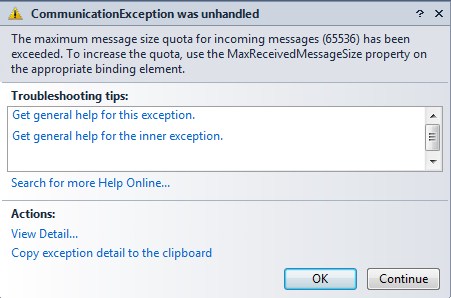 CommunicationException was unhandled
The maximum message size quota for incoming messages (65536) has been
exceeded. To increase the quota, use the MaxReceivedMessageSize property on
the appropriate binding element.
Troubleshooting tips:
Get general help for this exception.
Get general help for the inner exception.
Search for more Help Online...
Actions:
View Detail...
Copy exception detail to the clipboard
OK Continue